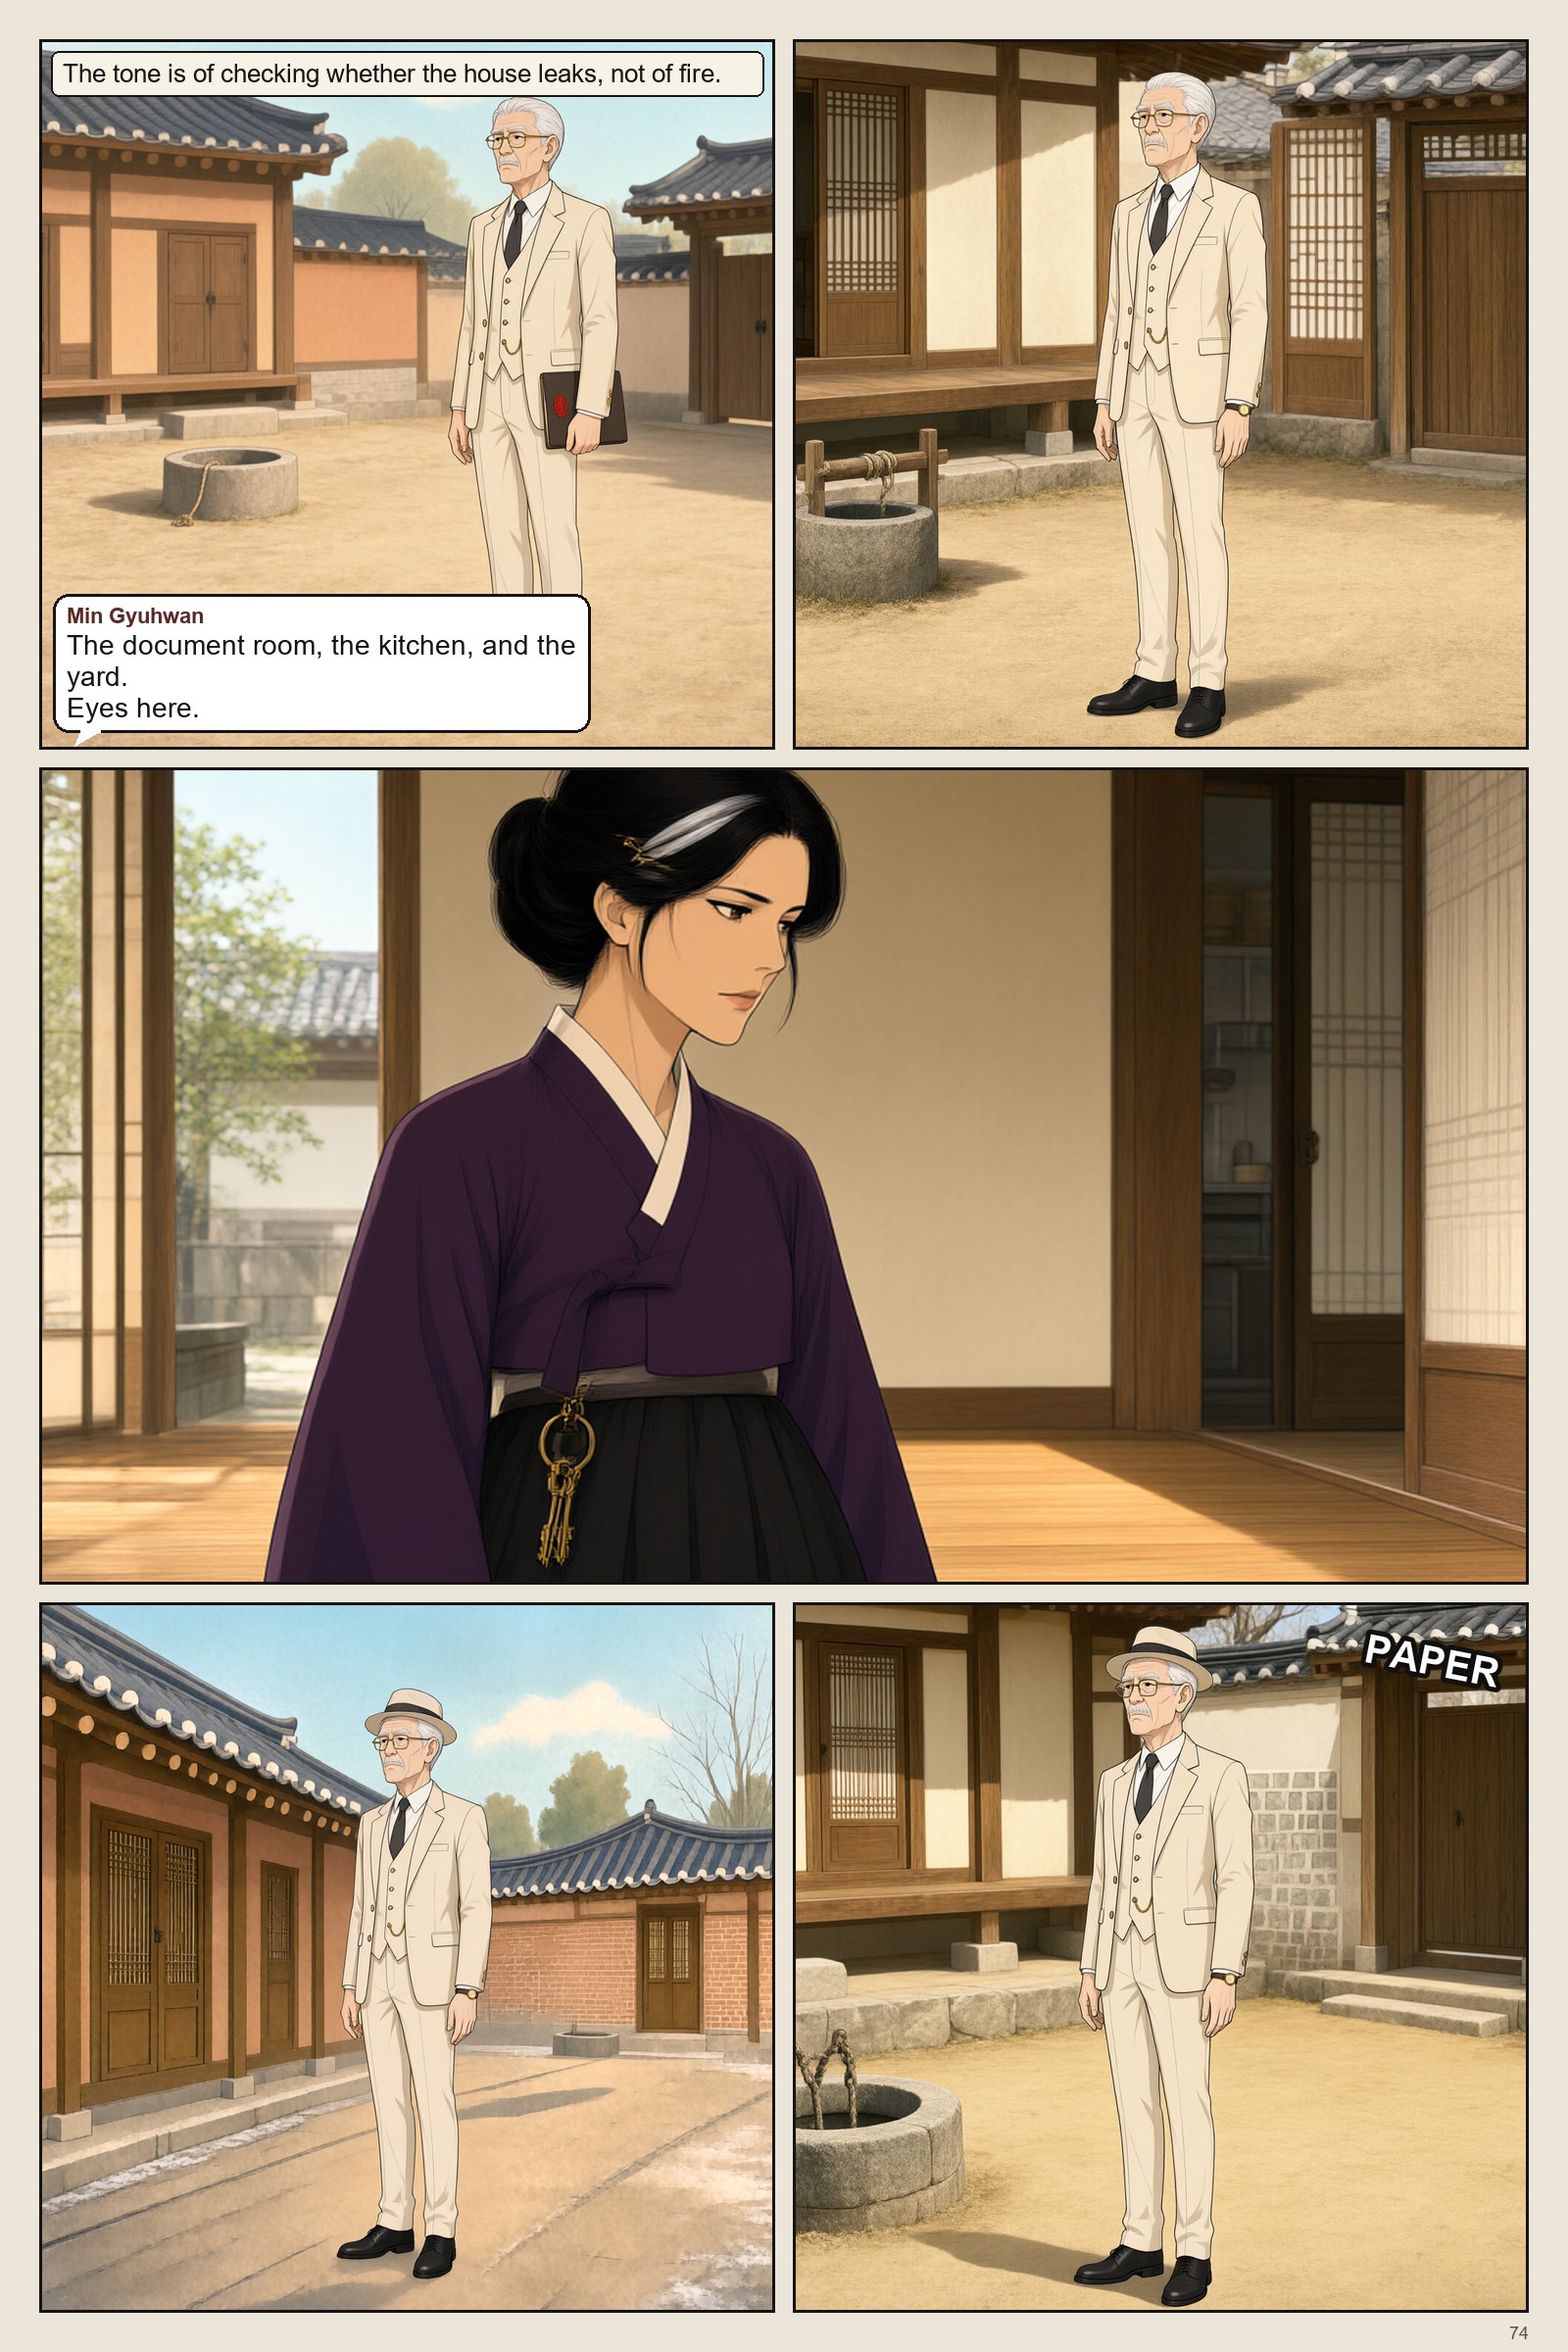 The tone is of checking whether the house leaks, not of fire.
Min Gyuhwan
The document room, the kitchen, and the
yard.
Eyes here.
PAPER
74